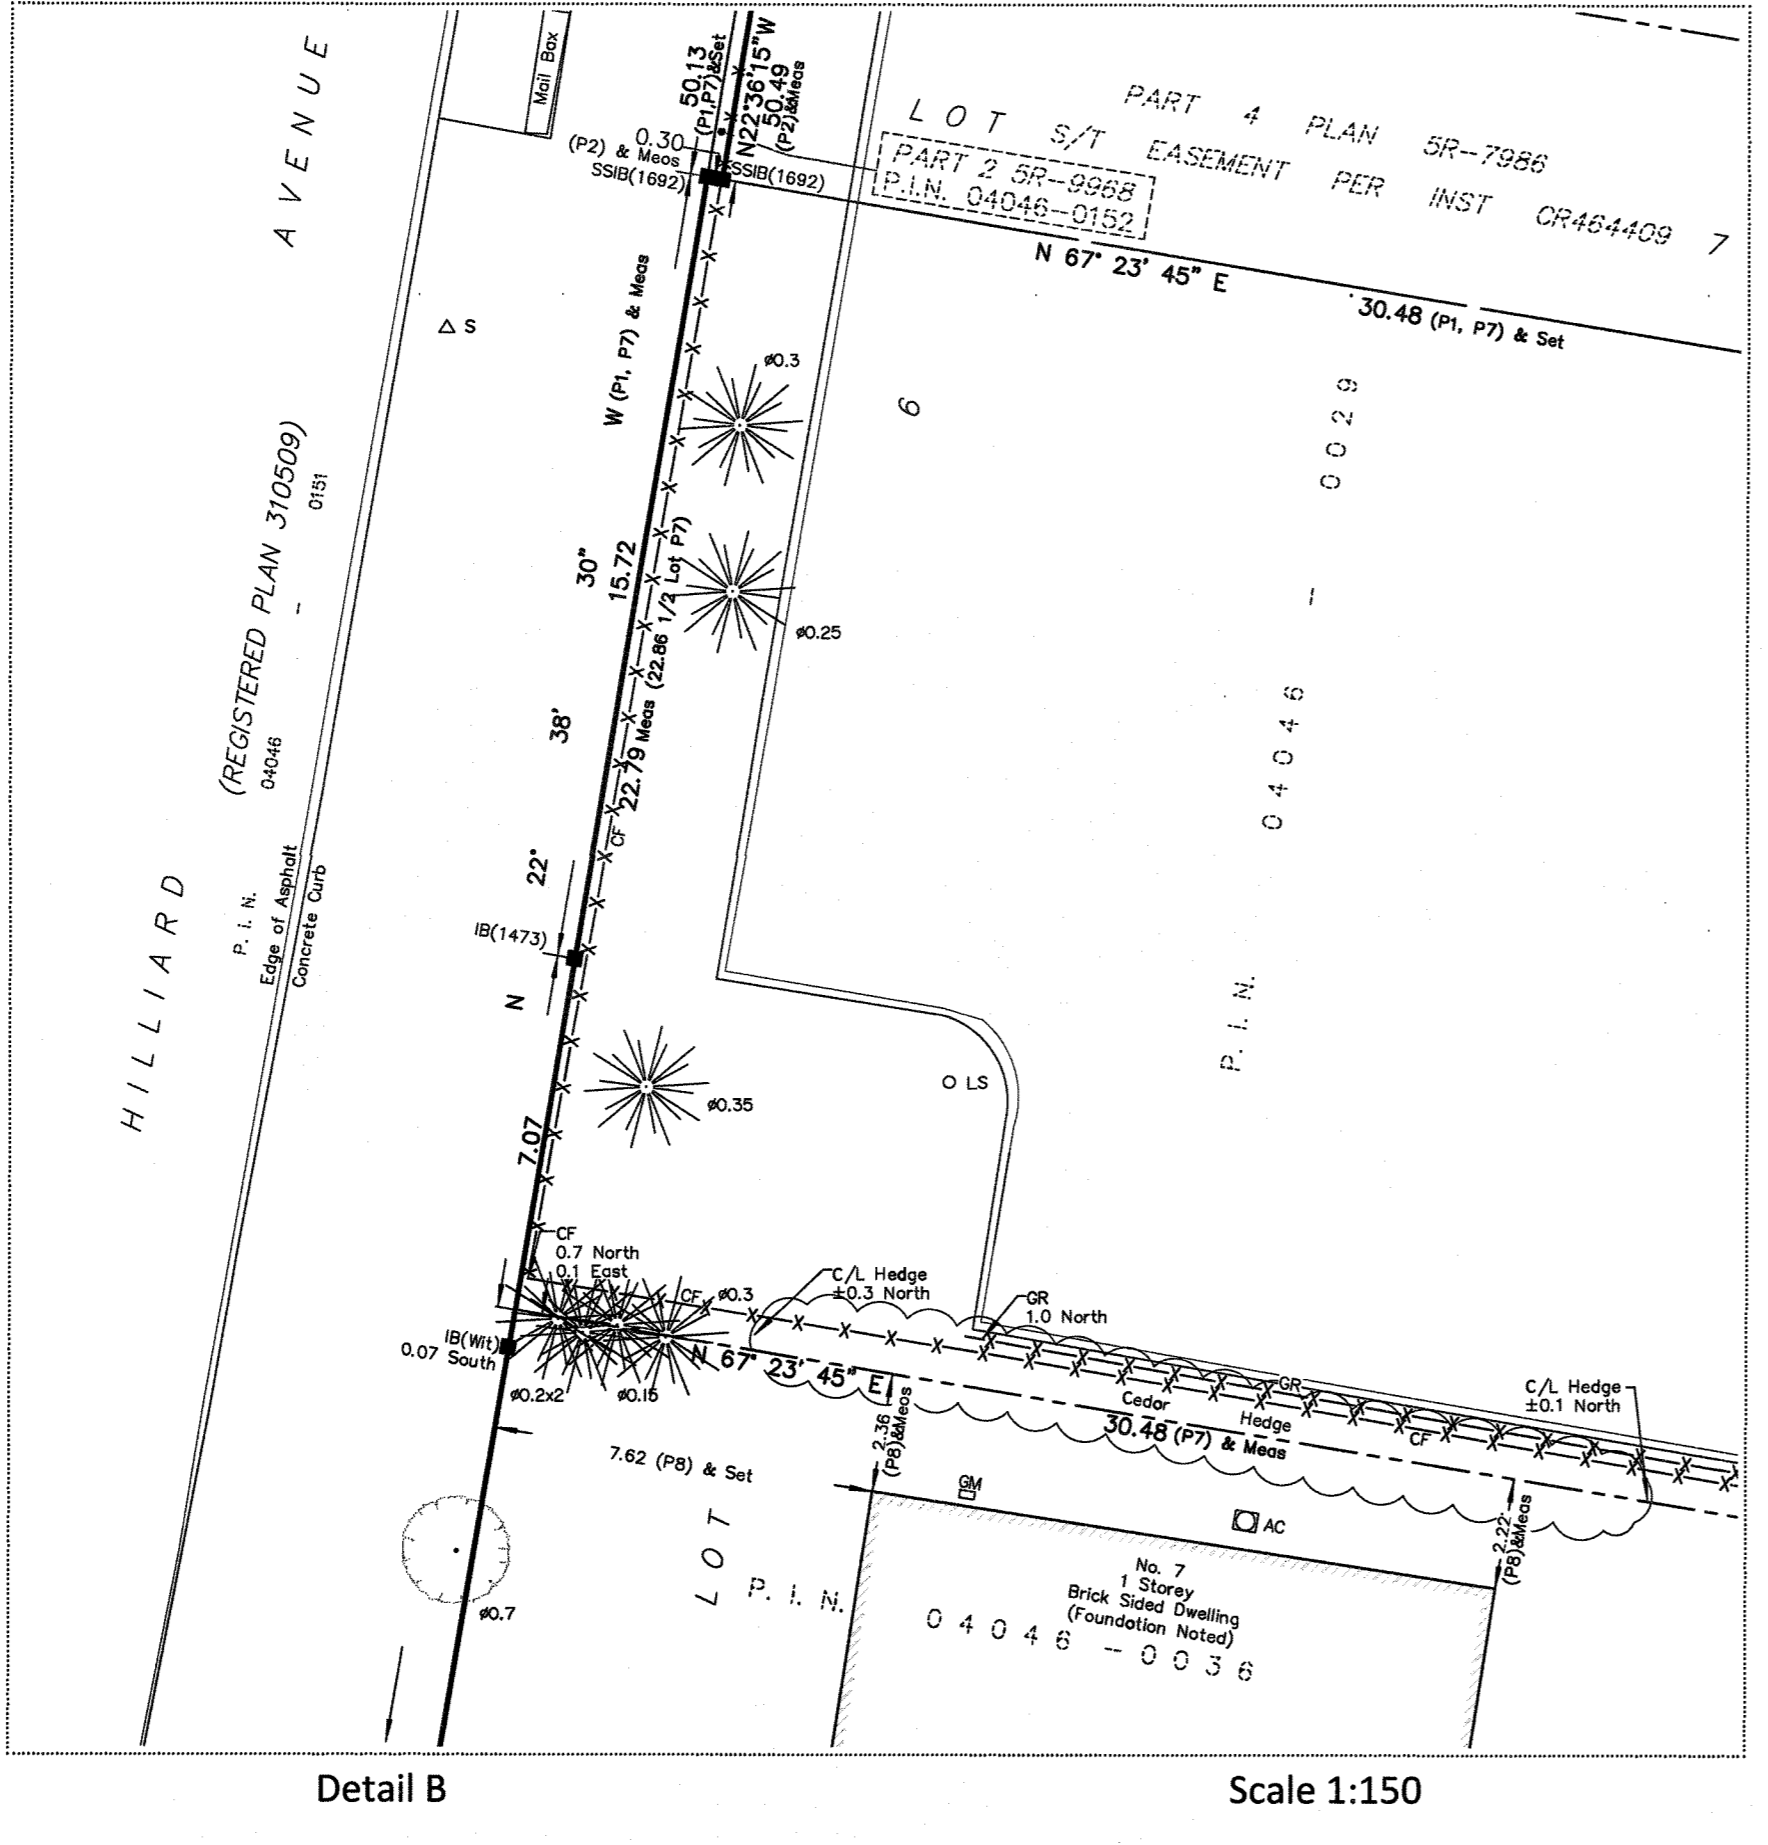 Mail Box
50.13
(P1,P7)&Set
N22°36'15"W
50.49
(P2)&Meas
0.30
(P2) & Meas
SSIB(1692)
SSIB(1692)
PART 4 PLAN 5R-7986
LOT S/T EASEMENT PER INST CR464409 7
PART 2 5R-9968
P.I.N. 04046-0152
N 67° 23' 45" E
30.48 (P1, P7) & Set
HILLIARD AVENUE
(REGISTERED PLAN 310509)
P. I. N. 04046 - 0151
Edge of Asphalt
Concrete Curb
S
N 22° 38' 30" W (P1, P7) & Meas
15.72
22.79 Meas (22.86 1/2 Lot P7)
CF
ø0.3
ø0.25
6
P. I. N. 04046 - 0029
IB(1473)
7.07
ø0.35
LS
CF
0.7 North
0.1 East
CF
ø0.3
C/L Hedge
±0.3 North
GR
1.0 North
IB(Wit)
0.07 South
ø0.2x2
ø0.15
N 67° 23' 45" E
30.48 (P7) & Meas
Cedar Hedge
GR
CF
C/L Hedge
±0.1 North
2.36
(P8)&Meas
7.62 (P8) & Set
GM
AC
2.22
(P8)&Meas
LOT
P. I. N. 04046-0036
No. 7
1 Storey
Brick Sided Dwelling
(Foundation Noted)
ø0.7
Detail B
Scale 1:150